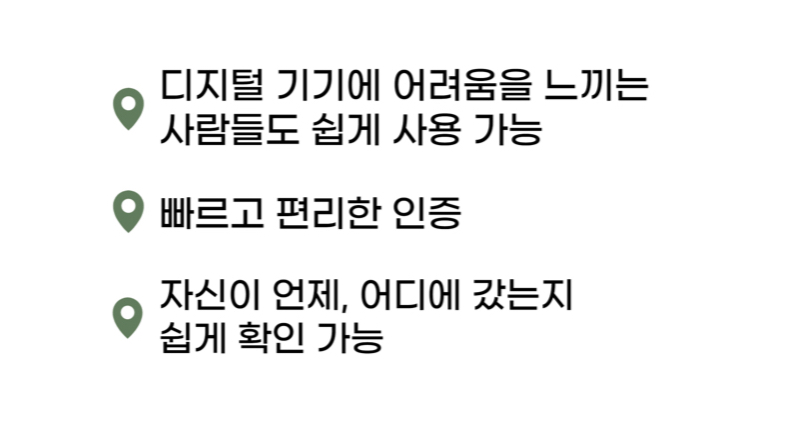 디지털 기기에 어려움을 느끼는
사람들도 쉽게 사용 가능
빠르고 편리한 인증
자신이 언제, 어디에 갔는지
쉽게 확인 가능